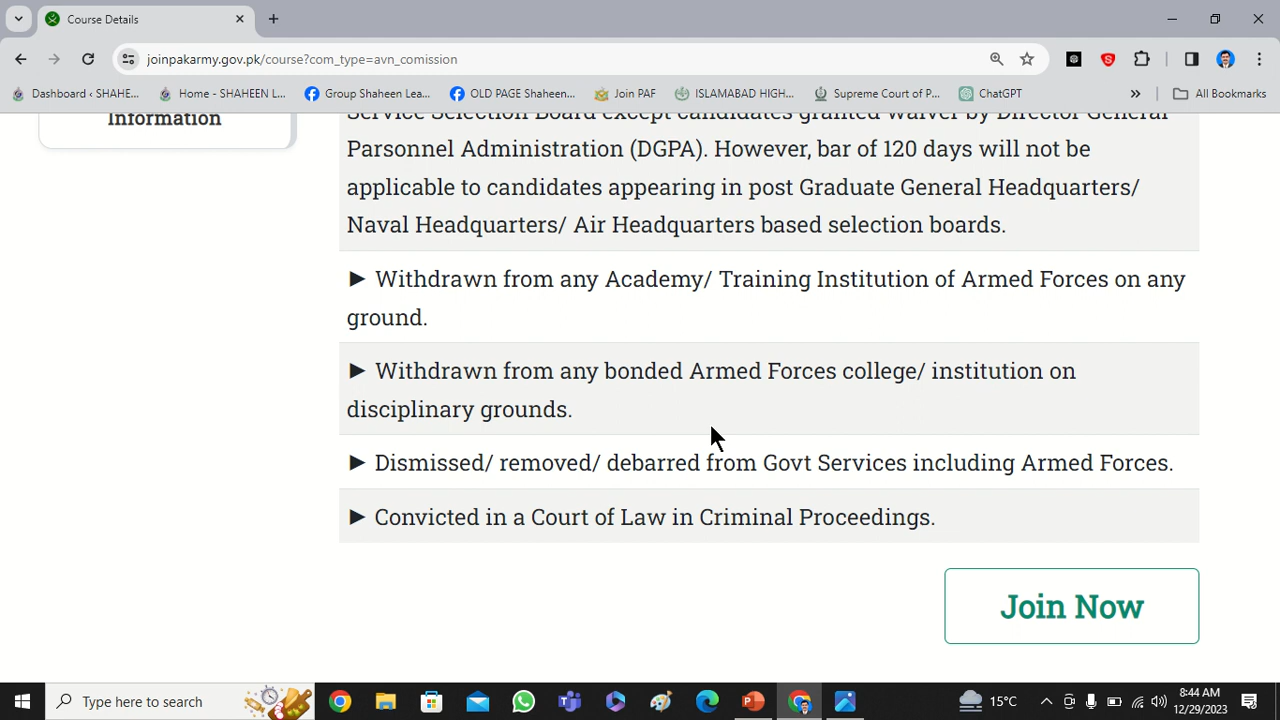 Course Details
joinpakarmy.gov.pk/course?com_type=avn_comission
Dashboard ‹ SHAHE...
Home - SHAHEEN L...
Group Shaheen Lea...
OLD PAGE Shaheen...
Join PAF
ISLAMABAD HIGH...
Supreme Court of P...
ChatGPT
All Bookmarks
Information
Service Selection Board except candidates granted waiver by Director General
Parsonnel Administration (DGPA). However, bar of 120 days will not be
applicable to candidates appearing in post Graduate General Headquarters/
Naval Headquarters/ Air Headquarters based selection boards.
► Withdrawn from any Academy/ Training Institution of Armed Forces on any
ground.
► Withdrawn from any bonded Armed Forces college/ institution on
disciplinary grounds.
► Dismissed/ removed/ debarred from Govt Services including Armed Forces.
► Convicted in a Court of Law in Criminal Proceedings.
Join Now
Type here to search
15°C
8:44 AM
12/29/2023